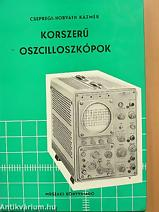 CSEPREGI-HORVÁTH KÁZMÉR
KORSZERŰ
OSZCILLOSZKÓPOK
MŰSZAKI KÖNYVKIADÓ
Antikvarium.hu